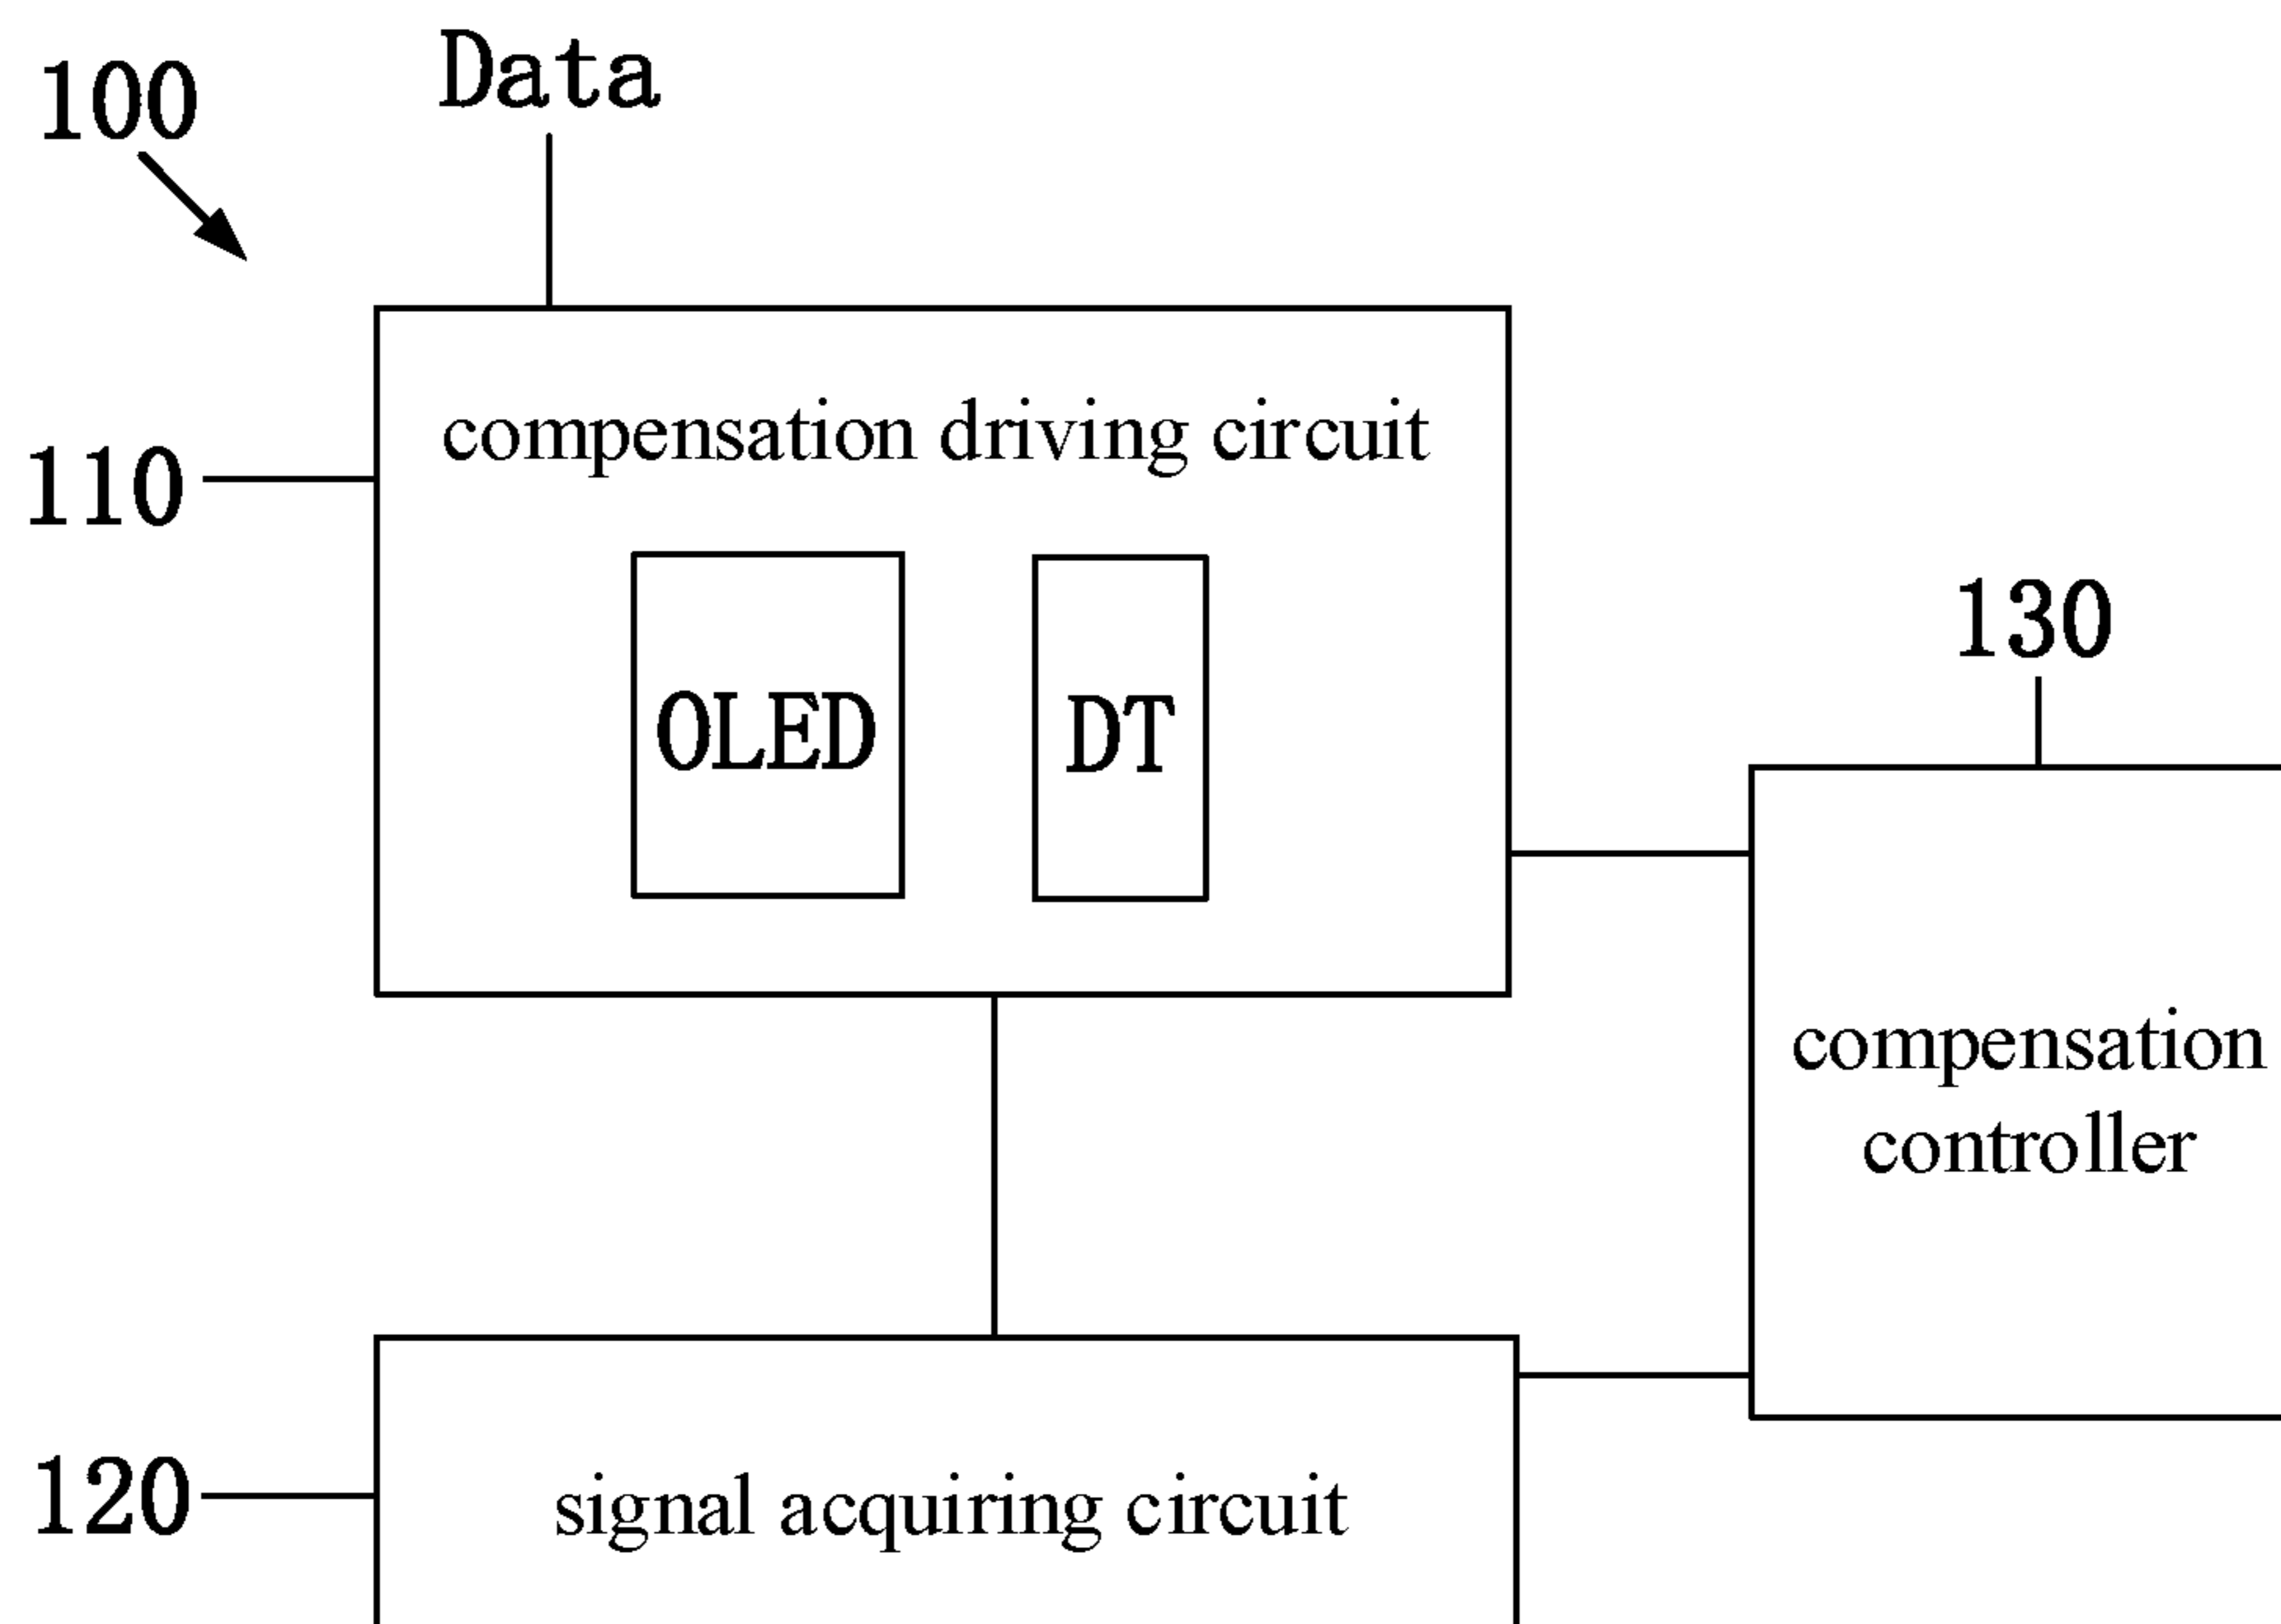 100
Data
compensation driving circuit
110
OLED
DT
130
compensation
controller
120
signal acquiring circuit